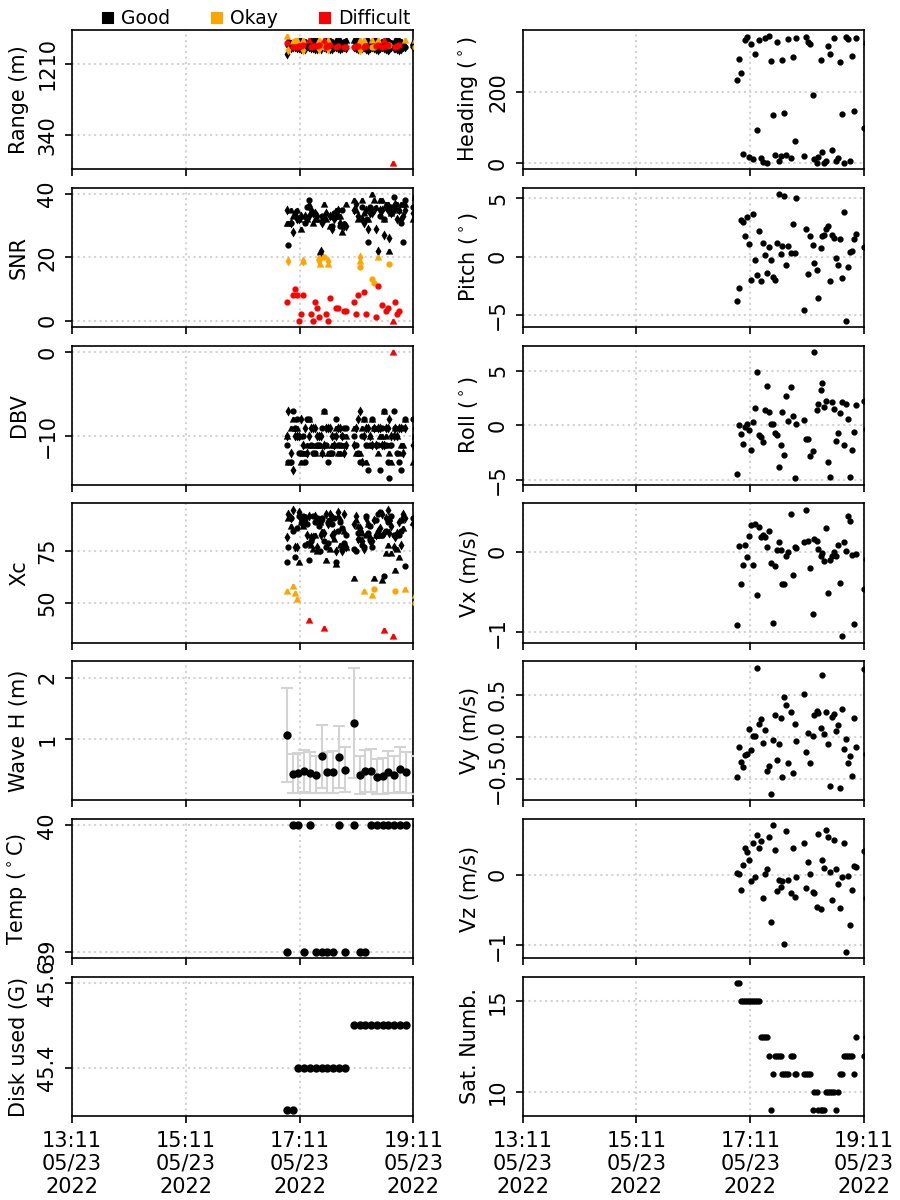 Good Okay Difficult
Range (m)
1210
340
Heading (°)
200
0
SNR
40
20
0
Pitch (°)
5
0
−5
DBV
0
−10
Roll (°)
5
0
−5
Xc
75
50
Vx (m/s)
0
−1
Wave H (m)
2
1
Vy (m/s)
0.5
0.0
−0.5
Temp (°C)
40
39
Vz (m/s)
0
−1
Disk used (G)
45.6
45.4
Sat. Numb.
15
10
13:11 15:11 17:11 19:11 13:11 15:11 17:11 19:11
05/23 05/23 05/23 05/23 05/23 05/23 05/23 05/23
2022 2022 2022 2022 2022 2022 2022 2022